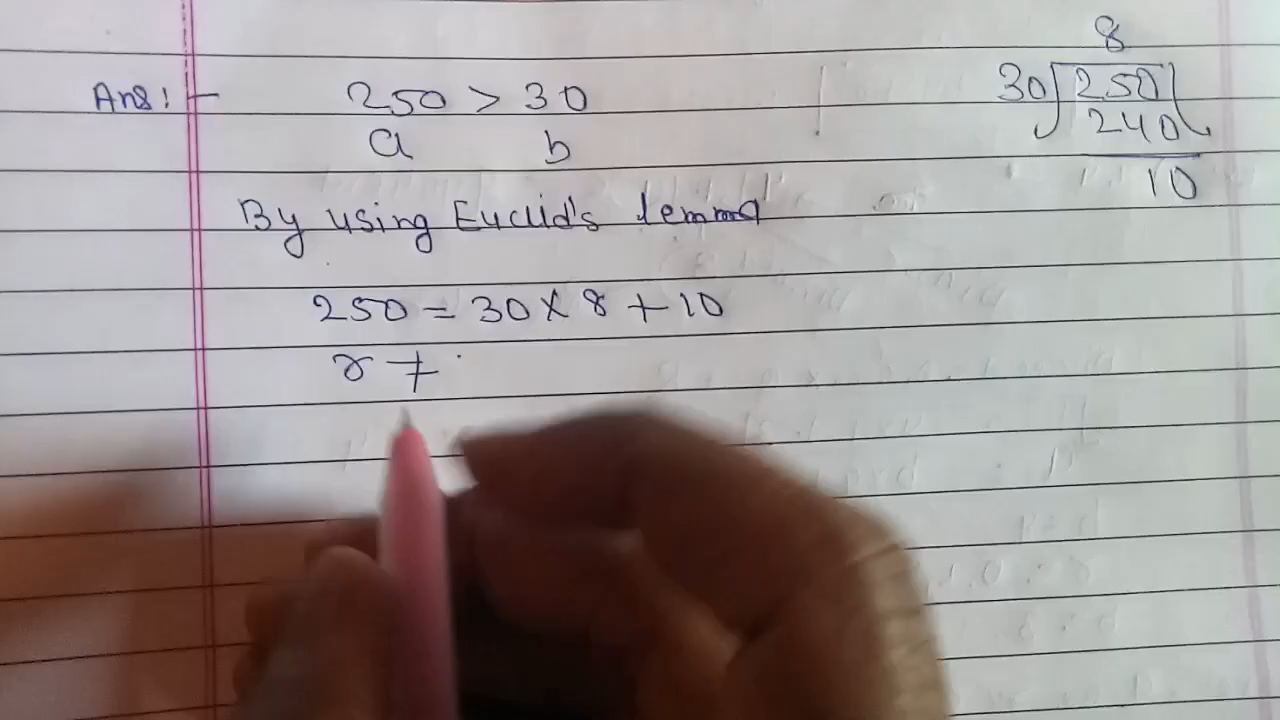 Ans:- 250 > 30
a b
By using Euclid's lemma
250 = 30 × 8 + 10
r ≠
8
30) 250 (
240
10